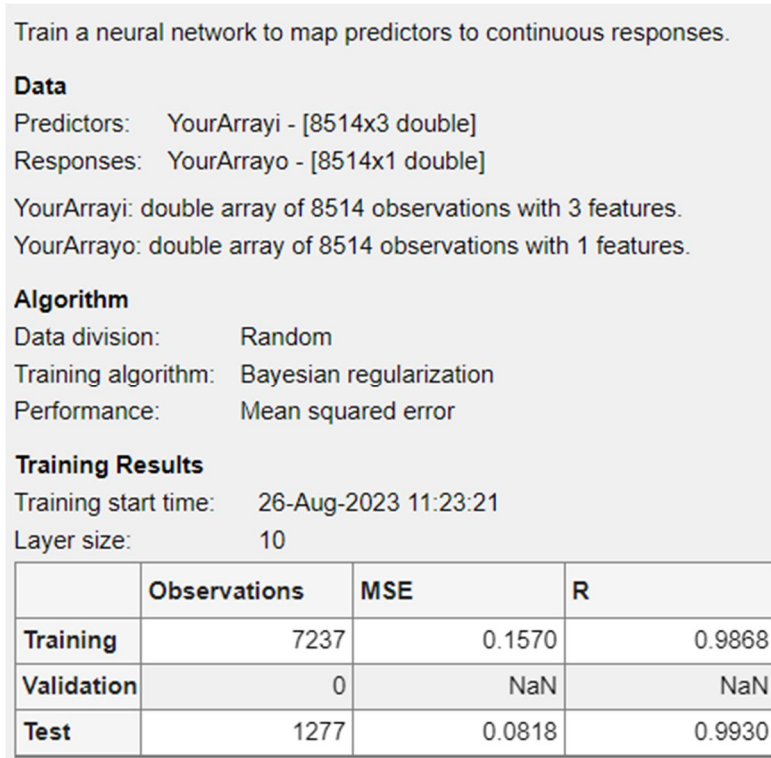 Train a neural network to map predictors to continuous responses.
Data
Predictors: YourArrayi - [8514x3 double]
Responses: YourArrayo - [8514x1 double]
YourArrayi: double array of 8514 observations with 3 features.
YourArrayo: double array of 8514 observations with 1 features.
Algorithm
Data division: Random
Training algorithm: Bayesian regularization
Performance: Mean squared error
Training Results
Training start time: 26-Aug-2023 11:23:21
Layer size: 10
Observations MSE R
Training 7237 0.1570 0.9868
Validation 0 NaN NaN
Test 1277 0.0818 0.9930